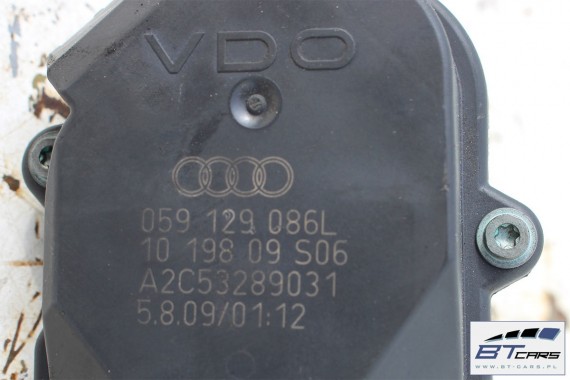 VDO
059 129 086L
10 198 09 S06
A2C53289031
5.8.09/01:12
BTCARS
- WWW.BT-CARS.PL -